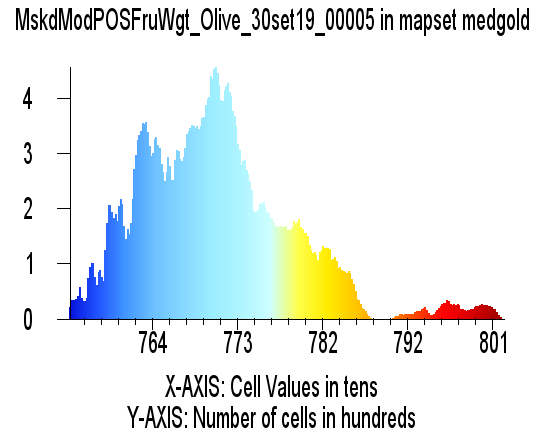 MskdModPOSFruWgt_Olive_30set19_00005 in mapset medgold
4
3
2
1
0
764 773 782 792 801
X-AXIS: Cell Values in tens
Y-AXIS: Number of cells in hundreds